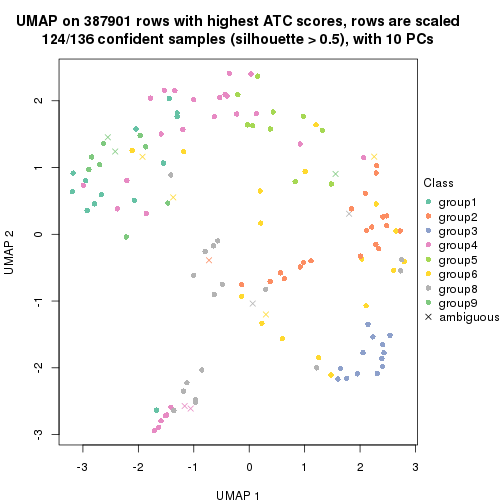 UMAP on 387901 rows with highest ATC scores, rows are scaled
124/136 confident samples (silhouette > 0.5), with 10 PCs
UMAP 2
2
1
0
-1
-2
-3
-3
-2
-1
0
1
2
3
UMAP 1
Class
group1
group2
group3
group4
group5
group6
group8
group9
ambiguous